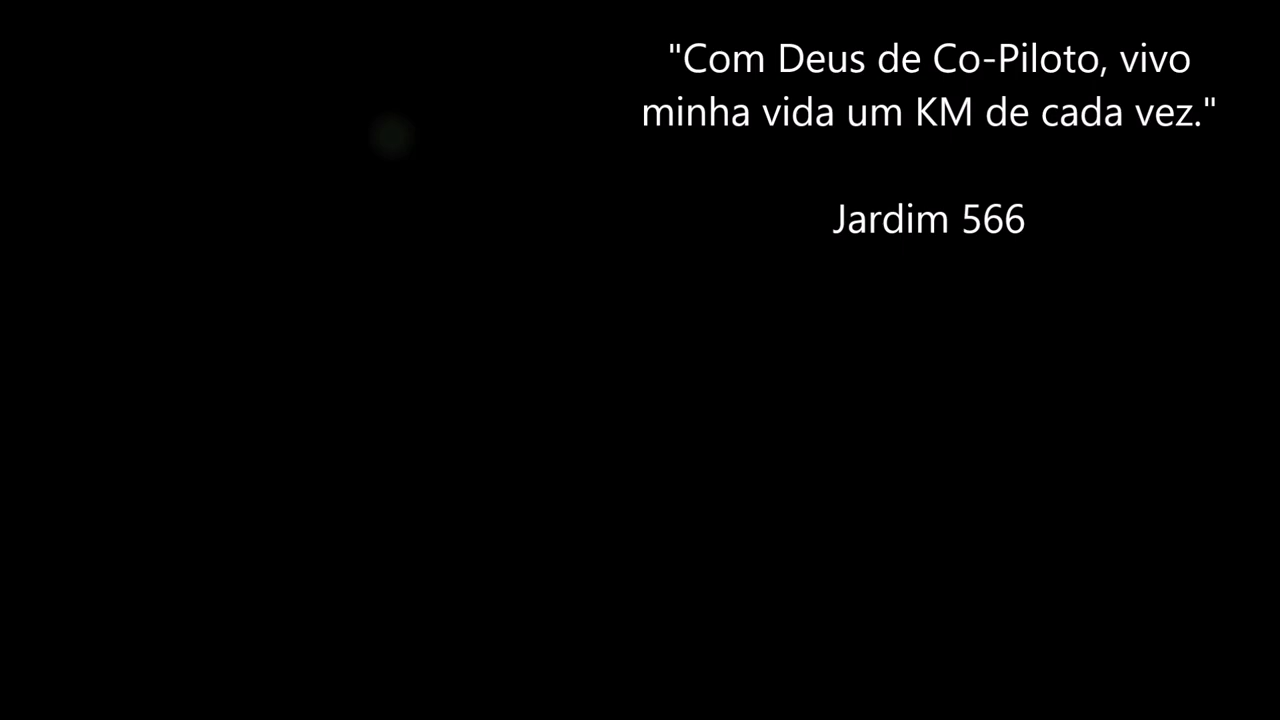 "Com Deus de Co-Piloto, vivo
minha vida um KM de cada vez."
Jardim 566